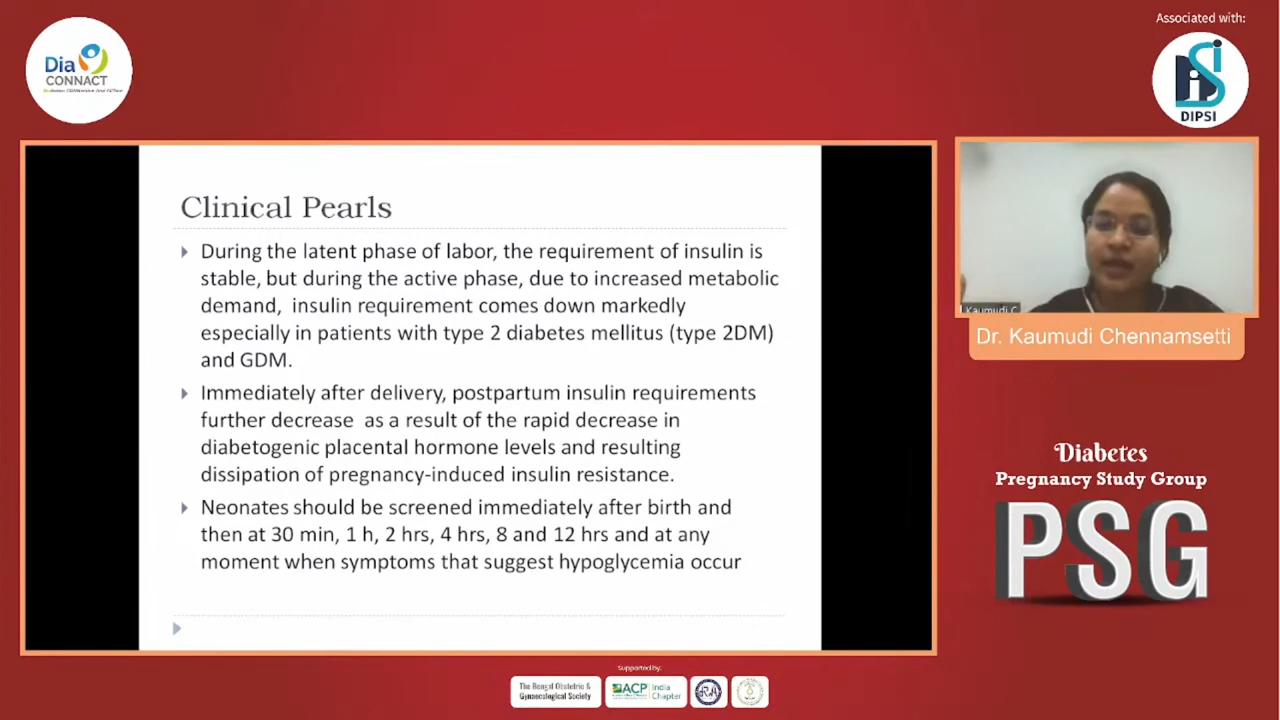 Associated with:
Dia
CONNACT
DIPSI
Clinical Pearls
During the latent phase of labor, the requirement of insulin is
stable, but during the active phase, due to increased metabolic
demand, insulin requirement comes down markedly
especially in patients with type 2 diabetes mellitus (type 2DM)
and GDM.
Immediately after delivery, postpartum insulin requirements
further decrease as a result of the rapid decrease in
diabetogenic placental hormone levels and resulting
dissipation of pregnancy-induced insulin resistance.
Neonates should be screened immediately after birth and
then at 30 min, 1 h, 2 hrs, 4 hrs, 8 and 12 hrs and at any
moment when symptoms that suggest hypoglycemia occur
Kaumudi C
Dr. Kaumudi Chennamsetti
Diabetes
Pregnancy Study Group
PSG
Supported by:
The Bengal Obstetric &
Gynaecological Society
ACP India
Chapter